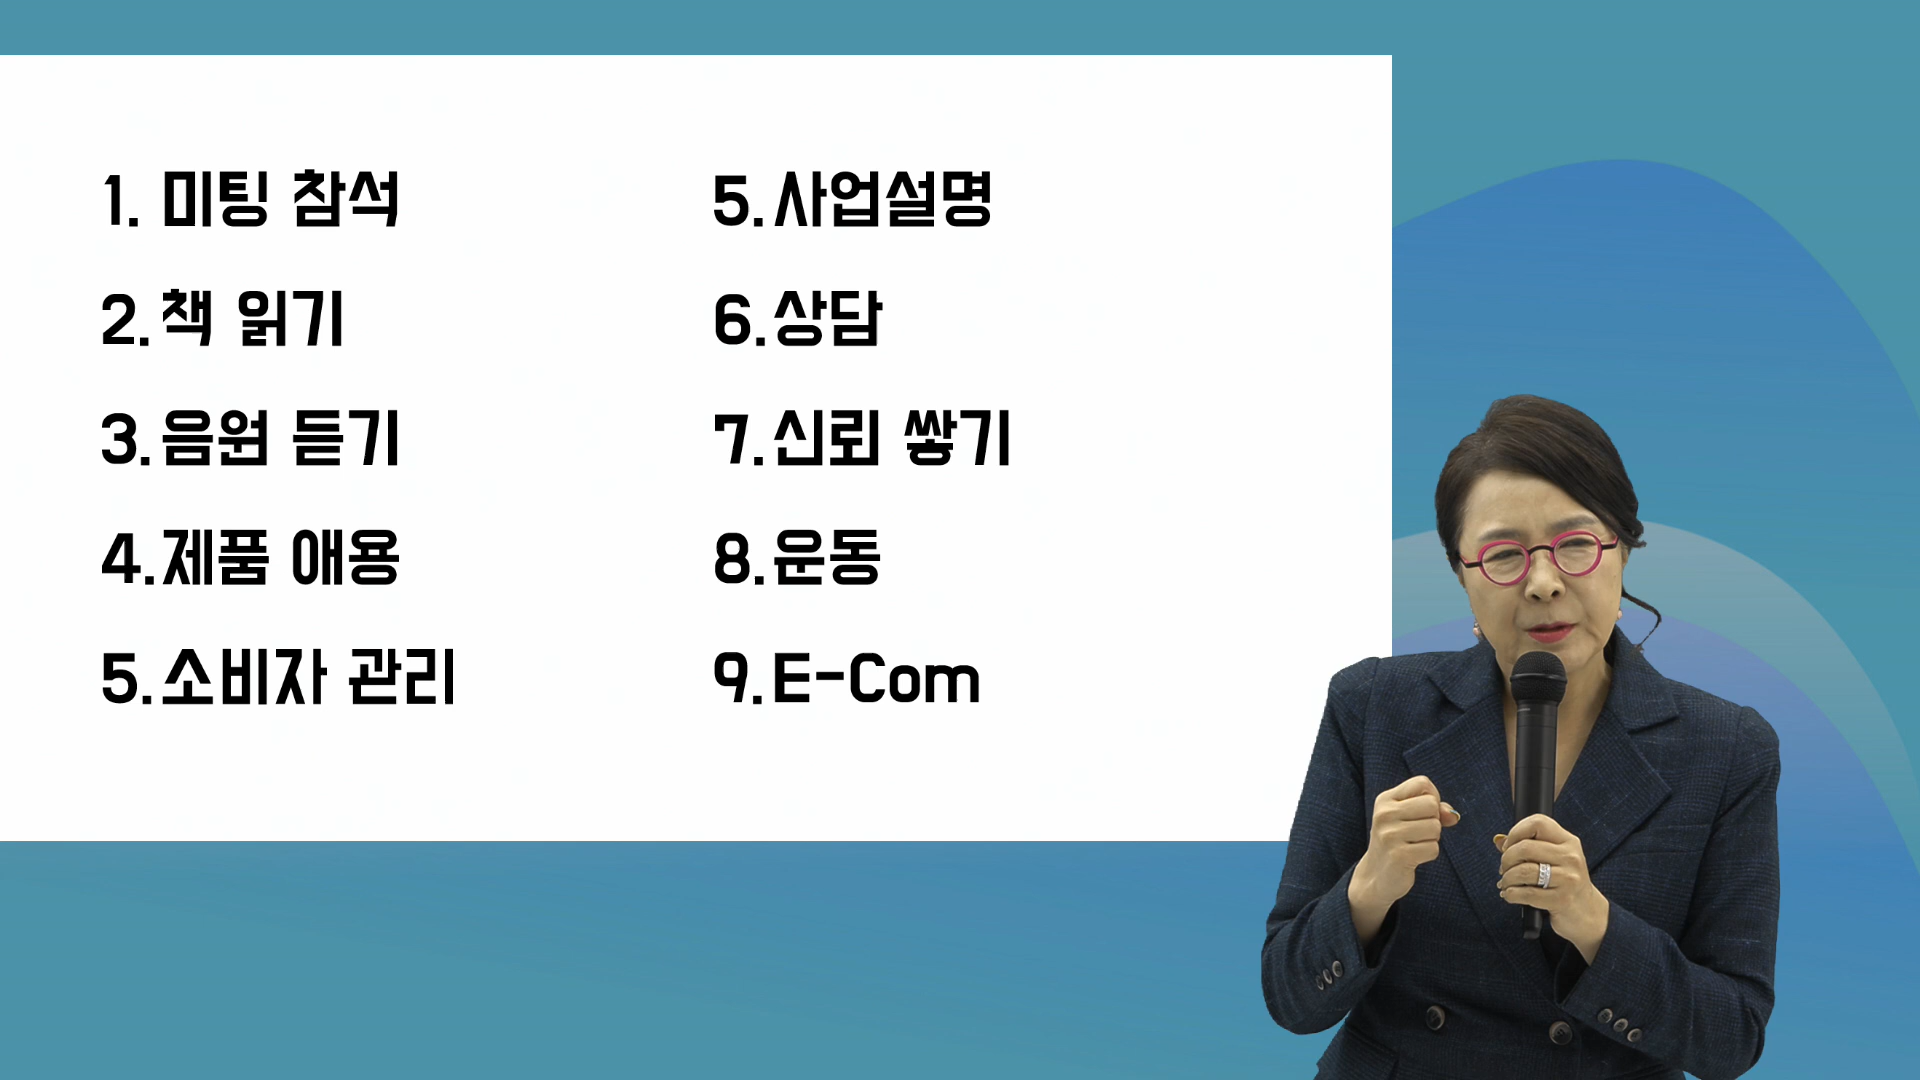 1. 미팅 참석
2. 책 읽기
3. 음원 듣기
4. 제품 애용
5. 소비자 관리
5. 사업설명
6. 상담
7. 신뢰 쌓기
8. 운동
9. E-Com